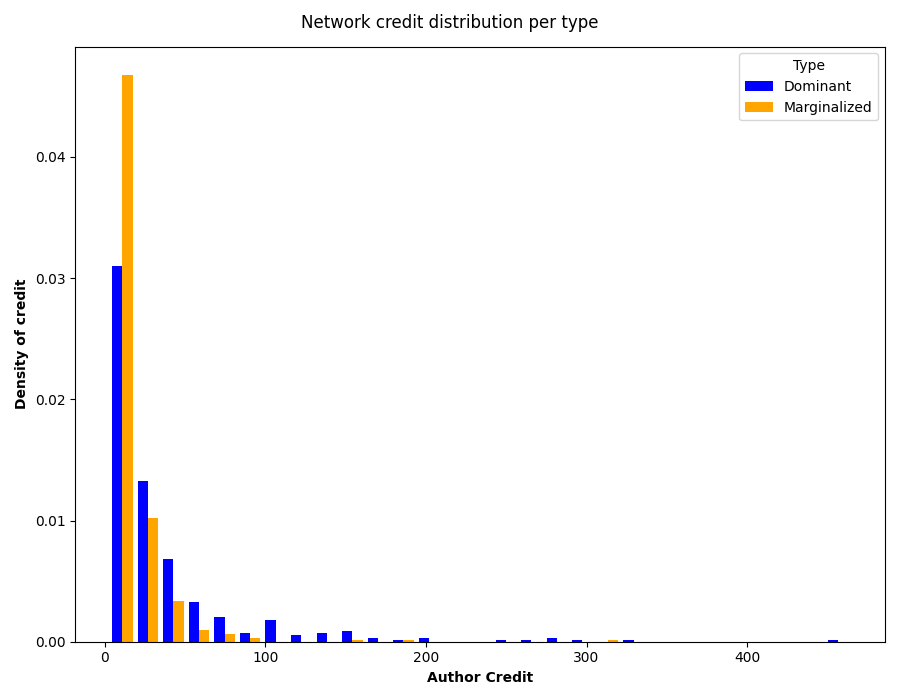 Network credit distribution per type
Type
Dominant
Marginalized
0.04
0.03
0.02
0.01
0.00
Density of credit
0
100
200
300
400
Author Credit